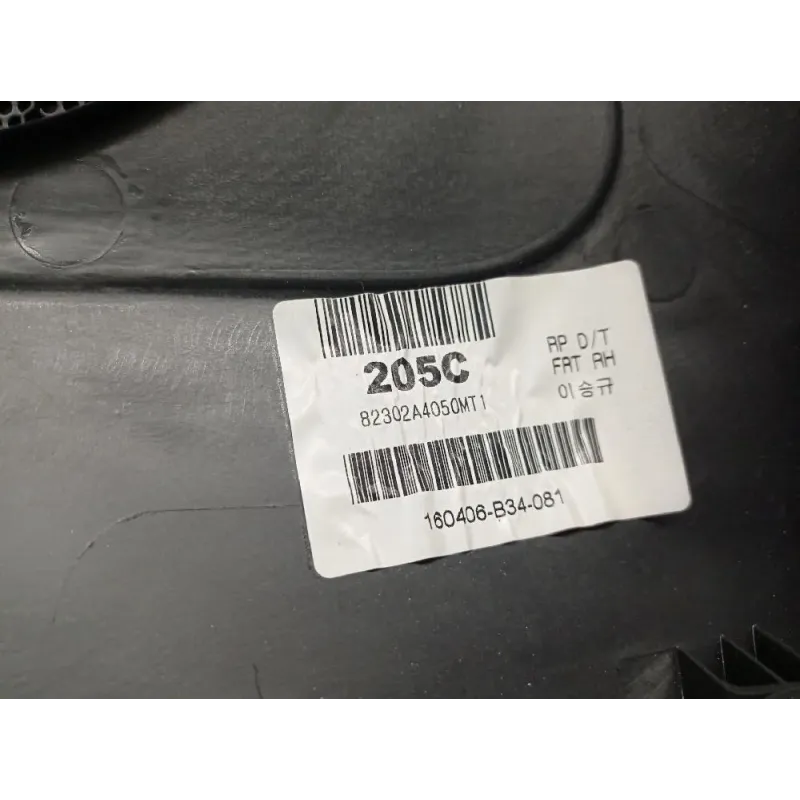 205C
82302A4050MT1
RP D/T
FRT RH
이승규
160406-B34-081